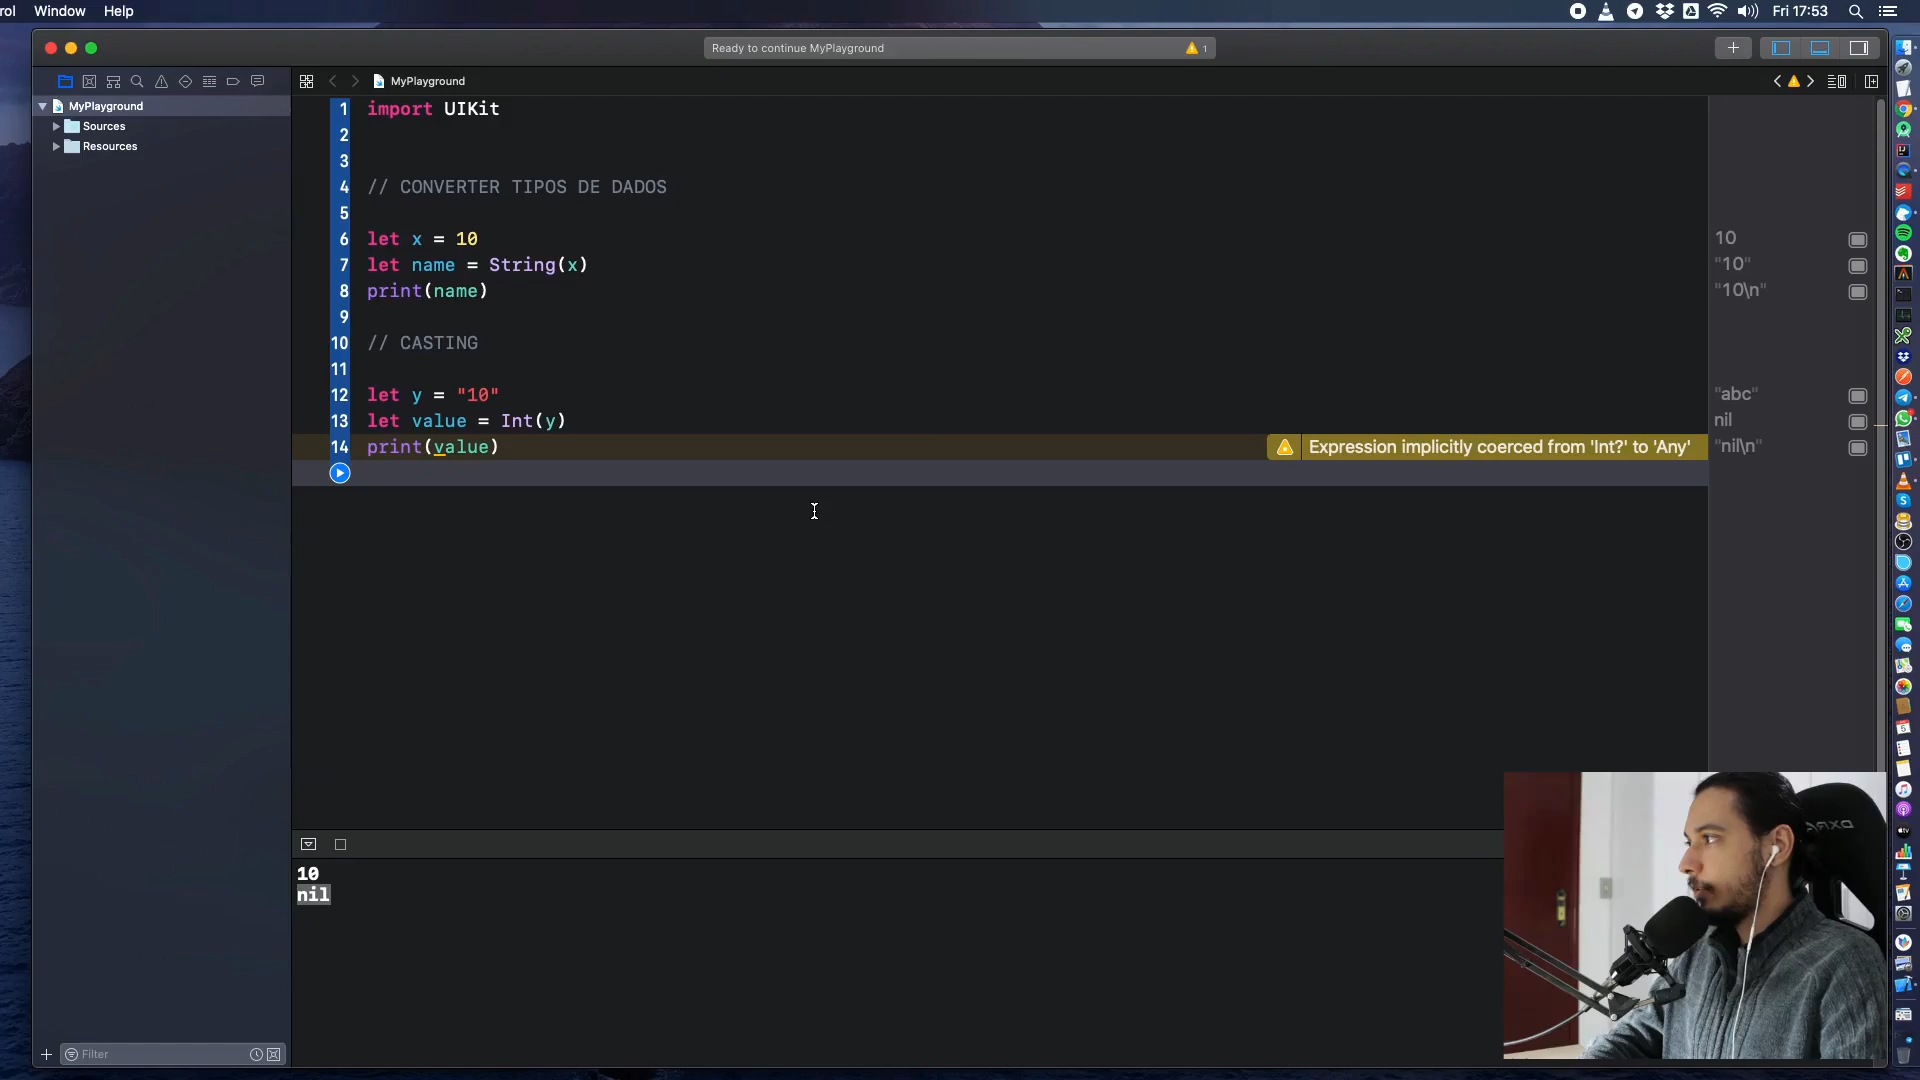 rol Window Help
Fri 17:53
Ready to continue MyPlayground
1
MyPlayground
MyPlayground
Sources
Resources
1 import UIKit
2
3
4 // CONVERTER TIPOS DE DADOS
5
6 let x = 10
10
7 let name = String(x)
"10"
8 print(name)
"10\n"
9
10 // CASTING
11
12 let y = "10"
"abc"
13 let value = Int(y)
nil
14 print(value)
Expression implicitly coerced from 'Int?' to 'Any'
"nil\n"
10
nil
Filter